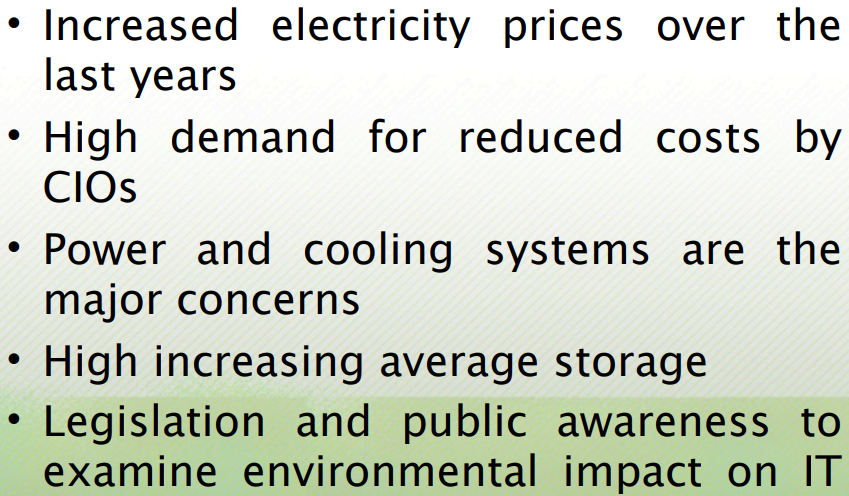 • Increased electricity prices over the
last years
• High demand for reduced costs by
CIOs
• Power and cooling systems are the
major concerns
• High increasing average storage
• Legislation and public awareness to
examine environmental impact on IT